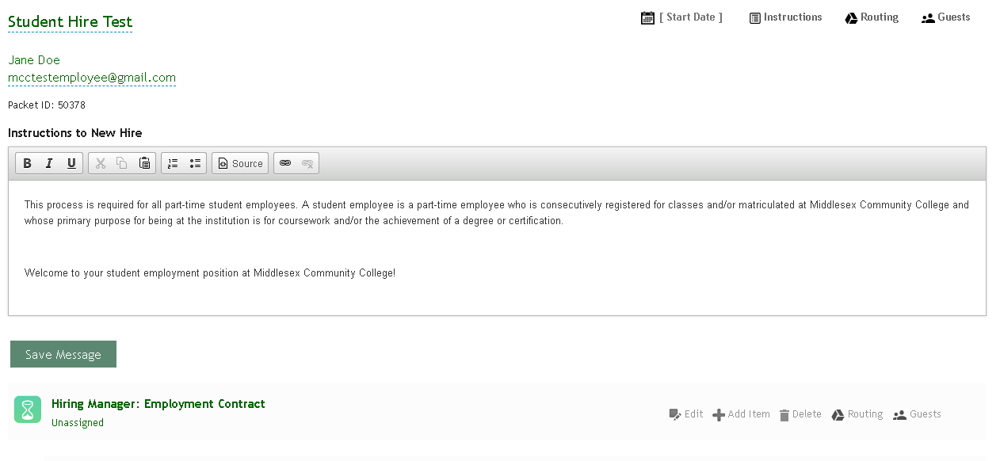 Student Hire Test
[ Start Date ] Instructions Routing Guests
Jane Doe
mcctestemployee@gmail.com
Packet ID: 50378
Instructions to New Hire
B I U Source
This process is required for all part-time student employees. A student employee is a part-time employee who is consecutively registered for classes and/or matriculated at Middlesex Community College and
whose primary purpose for being at the institution is for coursework and/or the achievement of a degree or certification.
Welcome to your student employment position at Middlesex Community College!
Save Message
Hiring Manager: Employment Contract
Unassigned
Edit Add Item Delete Routing Guests